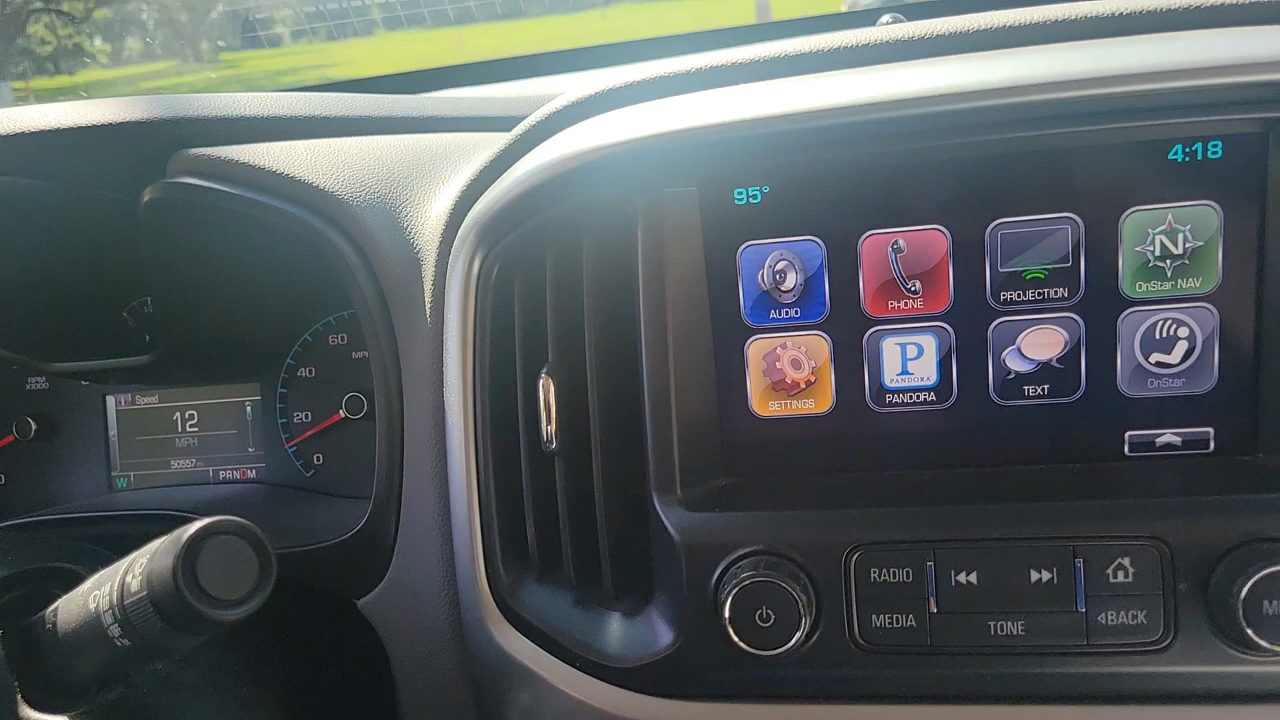 4:18
95°
AUDIO
PHONE
PROJECTION
N
OnStar NAV
SETTINGS
P
PANDORA
PANDORA
TEXT
OnStar
60
MPH
40
20
0
RPM
X1000
Speed
12
MPH
50557
W
PRNDM
RADIO
MEDIA
TONE
BACK